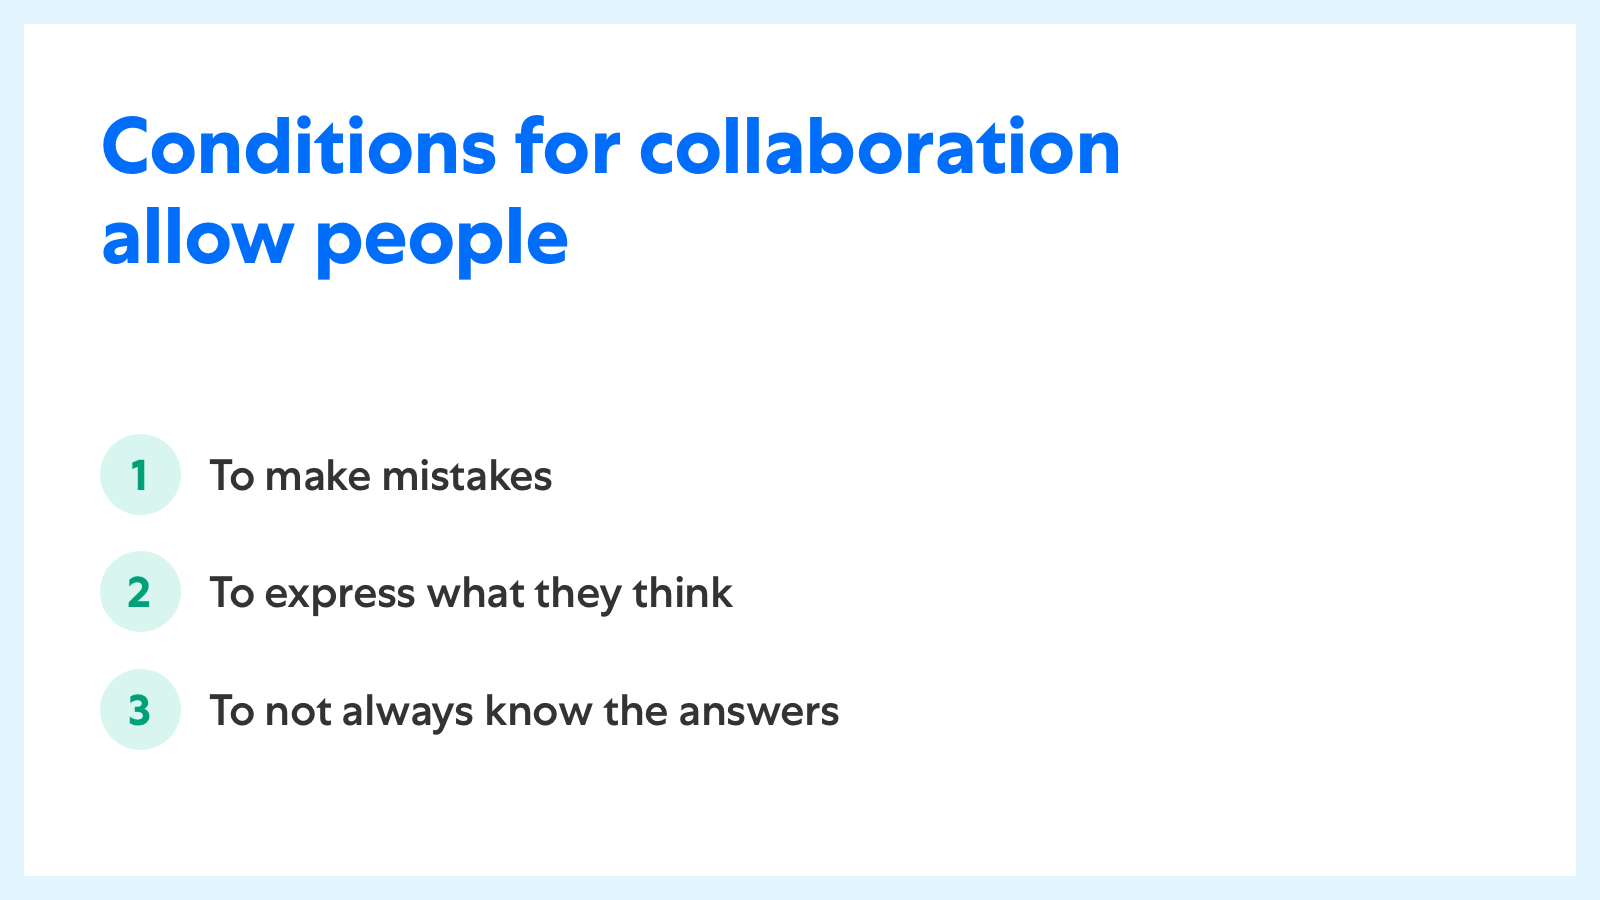 Conditions for collaboration
allow people
1 To make mistakes
2 To express what they think
3 To not always know the answers